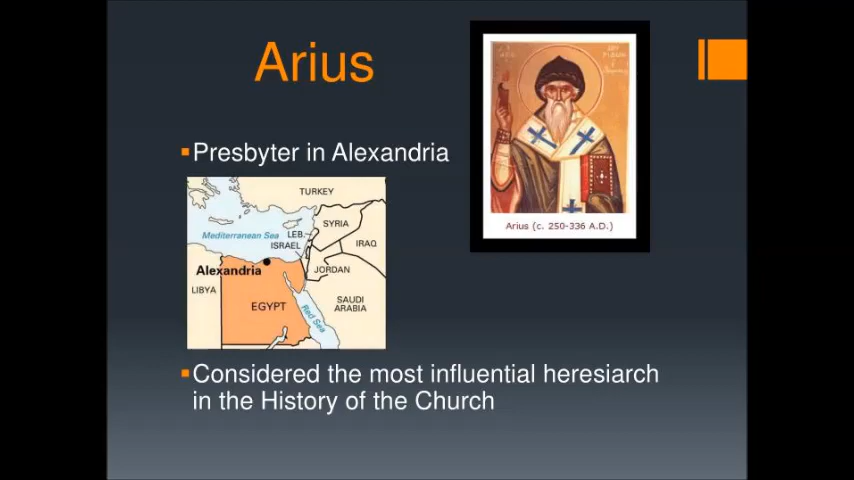 Arius
Presbyter in Alexandria
Arius (c. 250-336 A.D.)
TURKEY
SYRIA
Mediterranean Sea
LEB.
IRAQ
ISRAEL
Alexandria
JORDAN
LIBYA
EGYPT
SAUDI
ARABIA
Red Sea
Considered the most influential heresiarch
in the History of the Church